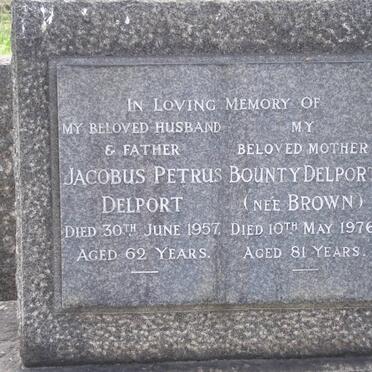 IN LOVING MEMORY OF
MY BELOVED HUSBAND
& FATHER
JACOBUS PETRUS
DELPORT
DIED 30TH JUNE 1957.
AGED 62 YEARS.
MY
BELOVED MOTHER
BOUNTY DELPORT
(NEE BROWN)
DIED 10TH MAY 1976
AGED 81 YEARS.